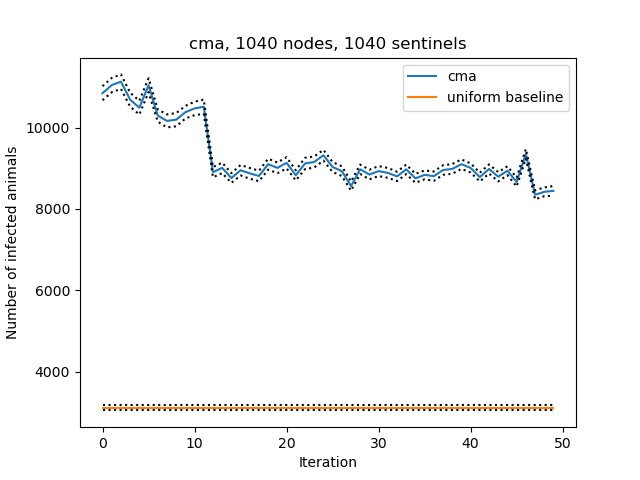 cma, 1040 nodes, 1040 sentinels
cma
uniform baseline
Number of infected animals
10000
8000
6000
4000
0 10 20 30 40 50
Iteration